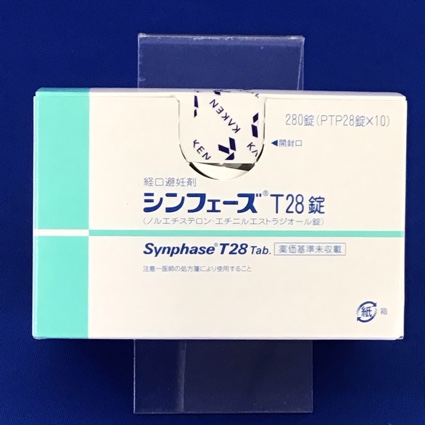 KAKEN
KAKEN
KEN
280錠(PTP28錠×10)
◀開封口
経口避妊剤
シンフェーズ®T28錠
(ノルエチステロン・エチニルエストラジオール錠)
Synphase®T28 Tab. 薬価基準未収載
注意－医師の処方箋により使用すること
紙 箱